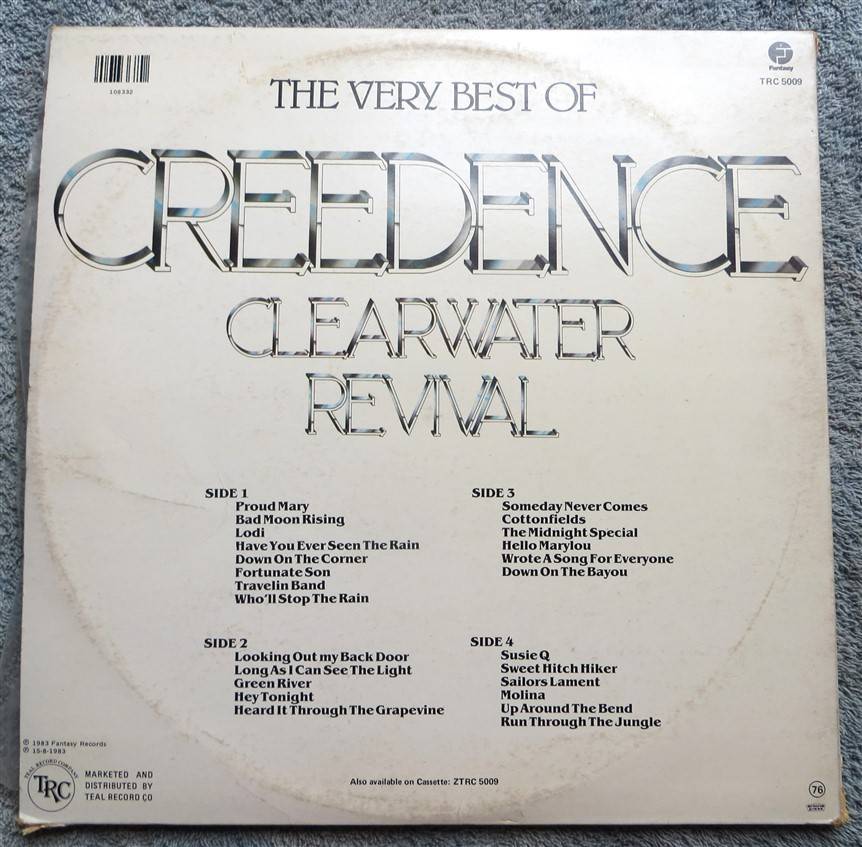 108332
Fantasy
TRC 5009
THE VERY BEST OF
CREEDENCE
CLEARWATER
REVIVAL
SIDE 1
Proud Mary
Bad Moon Rising
Lodi
Have You Ever Seen The Rain
Down On The Corner
Fortunate Son
Travelin Band
Who'll Stop The Rain
SIDE 2
Looking Out my Back Door
Long As I Can See The Light
Green River
Hey Tonight
Heard It Through The Grapevine
SIDE 3
Someday Never Comes
Cottonfields
The Midnight Special
Hello Marylou
Wrote A Song For Everyone
Down On The Bayou
SIDE 4
Susie Q
Sweet Hitch Hiker
Sailors Lament
Molina
Up Around The Bend
Run Through The Jungle
℗ 1983 Fantasy Records
℗ 15-8-1983
TEAL RECORD COMPANY
TRC
MARKETED AND
DISTRIBUTED BY
TEAL RECORD CO
Also available on Cassette: ZTRC 5009
76